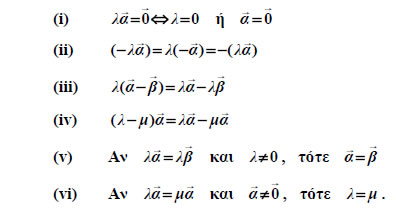 (i) λα⃗=0⃗⇔λ=0 ή α⃗=0⃗
(ii) (−λα⃗)=λ(−α⃗)=−(λα⃗)
(iii) λ(α⃗−β⃗)=λα⃗−λβ⃗
(iv) (λ−μ)α⃗=λα⃗−μα⃗
(v) Αν λα⃗=λβ⃗ και λ≠0 , τότε α⃗=β⃗
(vi) Αν λα⃗=μα⃗ και α⃗≠0⃗ , τότε λ=μ .